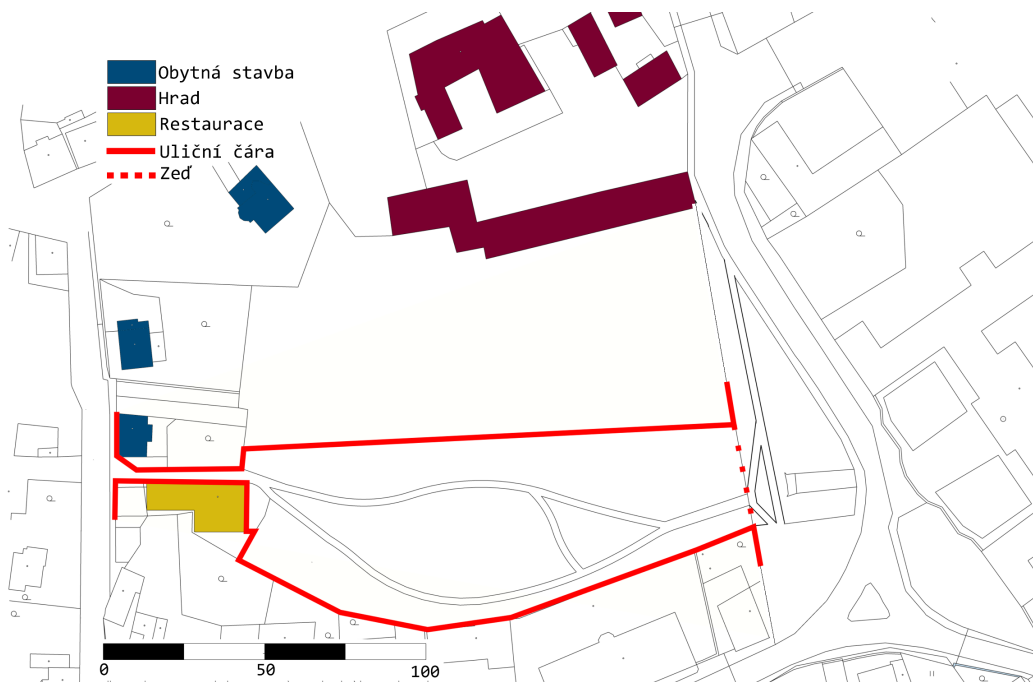 Obytná stavba
Hrad
Restaurace
Uliční čára
Zeď
0 50 100